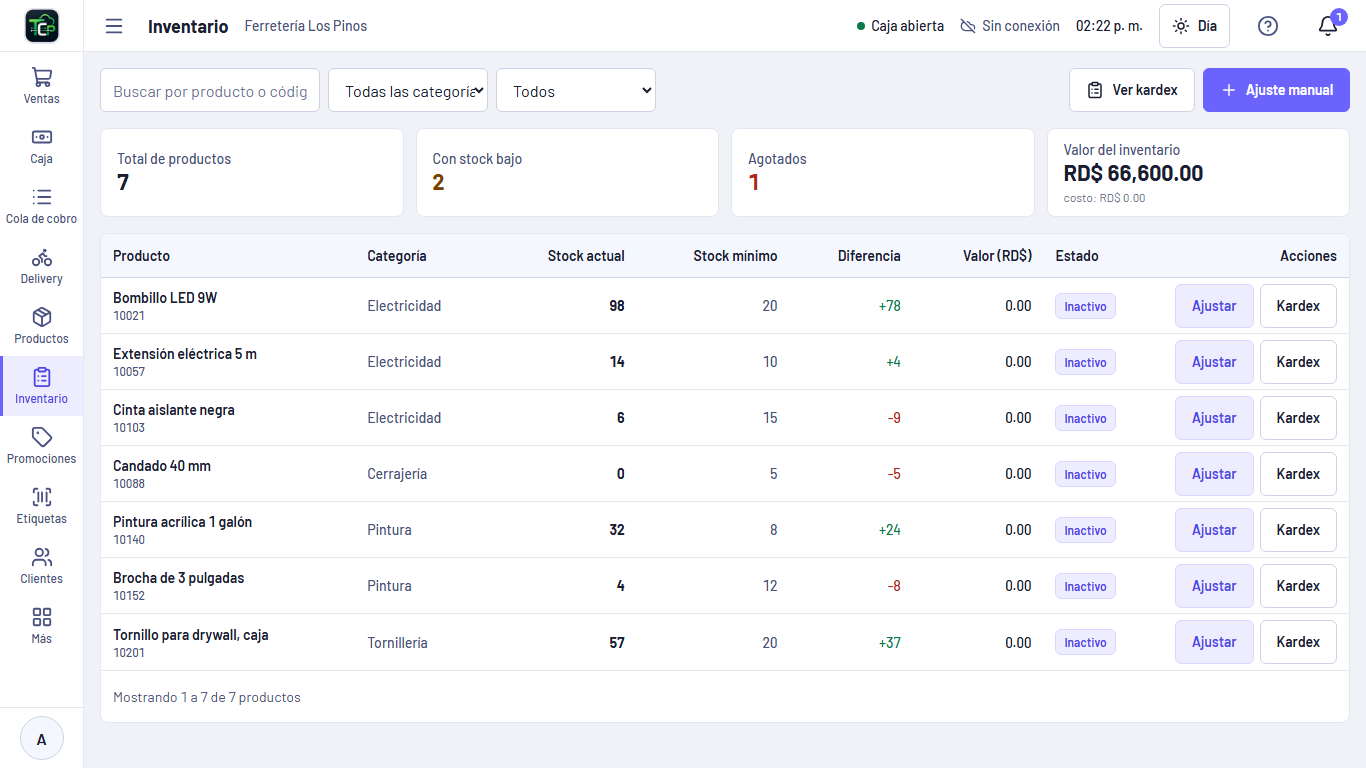 TCP
Inventario
Ferretería Los Pinos
Caja abierta
Sin conexión
02:22 p. m.
Día
1
Ventas
Caja
Cola de cobro
Delivery
Productos
Inventario
Promociones
Etiquetas
Clientes
Más
A
Buscar por producto o códig
Todas las categoría
Todos
Ver kardex
Ajuste manual
Total de productos
7
Con stock bajo
2
Agotados
1
Valor del inventario
RD$ 66,600.00
costo: RD$ 0.00
Producto Categoría Stock actual Stock mínimo Diferencia Valor (RD$) Estado Acciones
Bombillo LED 9W
10021
Electricidad 98 20 +78 0.00 Inactivo Ajustar Kardex
Extensión eléctrica 5 m
10057
Electricidad 14 10 +4 0.00 Inactivo Ajustar Kardex
Cinta aislante negra
10103
Electricidad 6 15 -9 0.00 Inactivo Ajustar Kardex
Candado 40 mm
10088
Cerrajería 0 5 -5 0.00 Inactivo Ajustar Kardex
Pintura acrílica 1 galón
10140
Pintura 32 8 +24 0.00 Inactivo Ajustar Kardex
Brocha de 3 pulgadas
10152
Pintura 4 12 -8 0.00 Inactivo Ajustar Kardex
Tornillo para drywall, caja
10201
Tornillería 57 20 +37 0.00 Inactivo Ajustar Kardex
Mostrando 1 a 7 de 7 productos